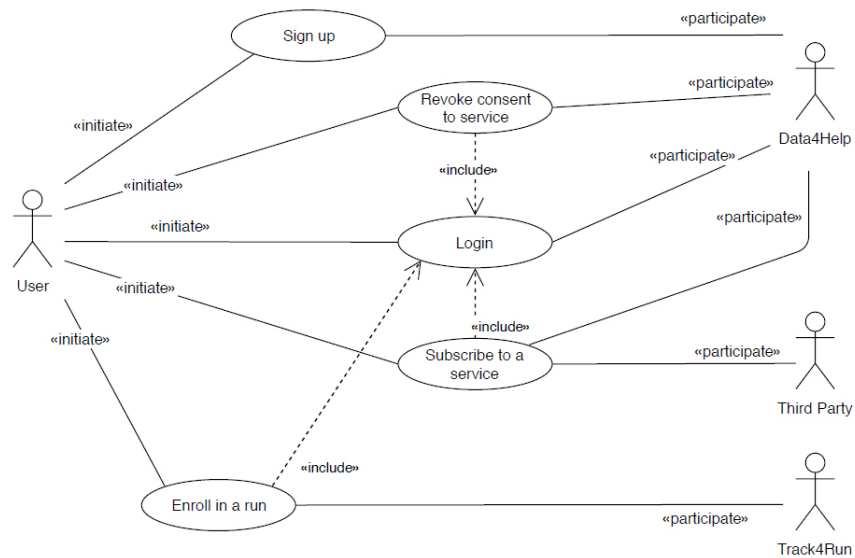 Sign up
«participate»
Revoke consent
to service
«participate»
Data4Help
«initiate»
«participate»
«include»
«initiate»
«participate»
«initiate»
Login
User
«initiate»
«include»
«initiate»
Subscribe to a
service
«participate»
Third Party
«include»
Enroll in a run
«participate»
Track4Run